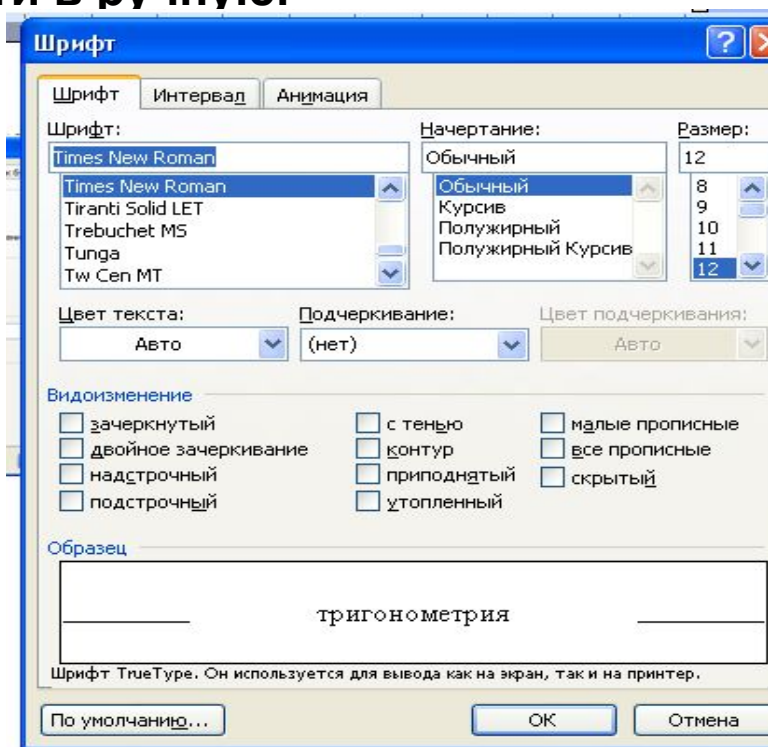 в ручную.
Шрифт
Шрифт Интервал Анимация
Шрифт: Начертание: Размер:
Times New Roman Обычный 12
Times New Roman Обычный 8
Tiranti Solid LET Курсив 9
Trebuchet MS Полужирный 10
Tunga Полужирный Курсив 11
Tw Cen MT 12
Цвет текста: Подчеркивание: Цвет подчеркивания:
Авто (нет) Авто
Видоизменение
зачеркнутый с тенью малые прописные
двойное зачеркивание контур все прописные
надстрочный приподнятый скрытый
подстрочный утопленный
Образец
тригонометрия
Шрифт TrueType. Он используется для вывода как на экран, так и на принтер.
По умолчанию... ОК Отмена